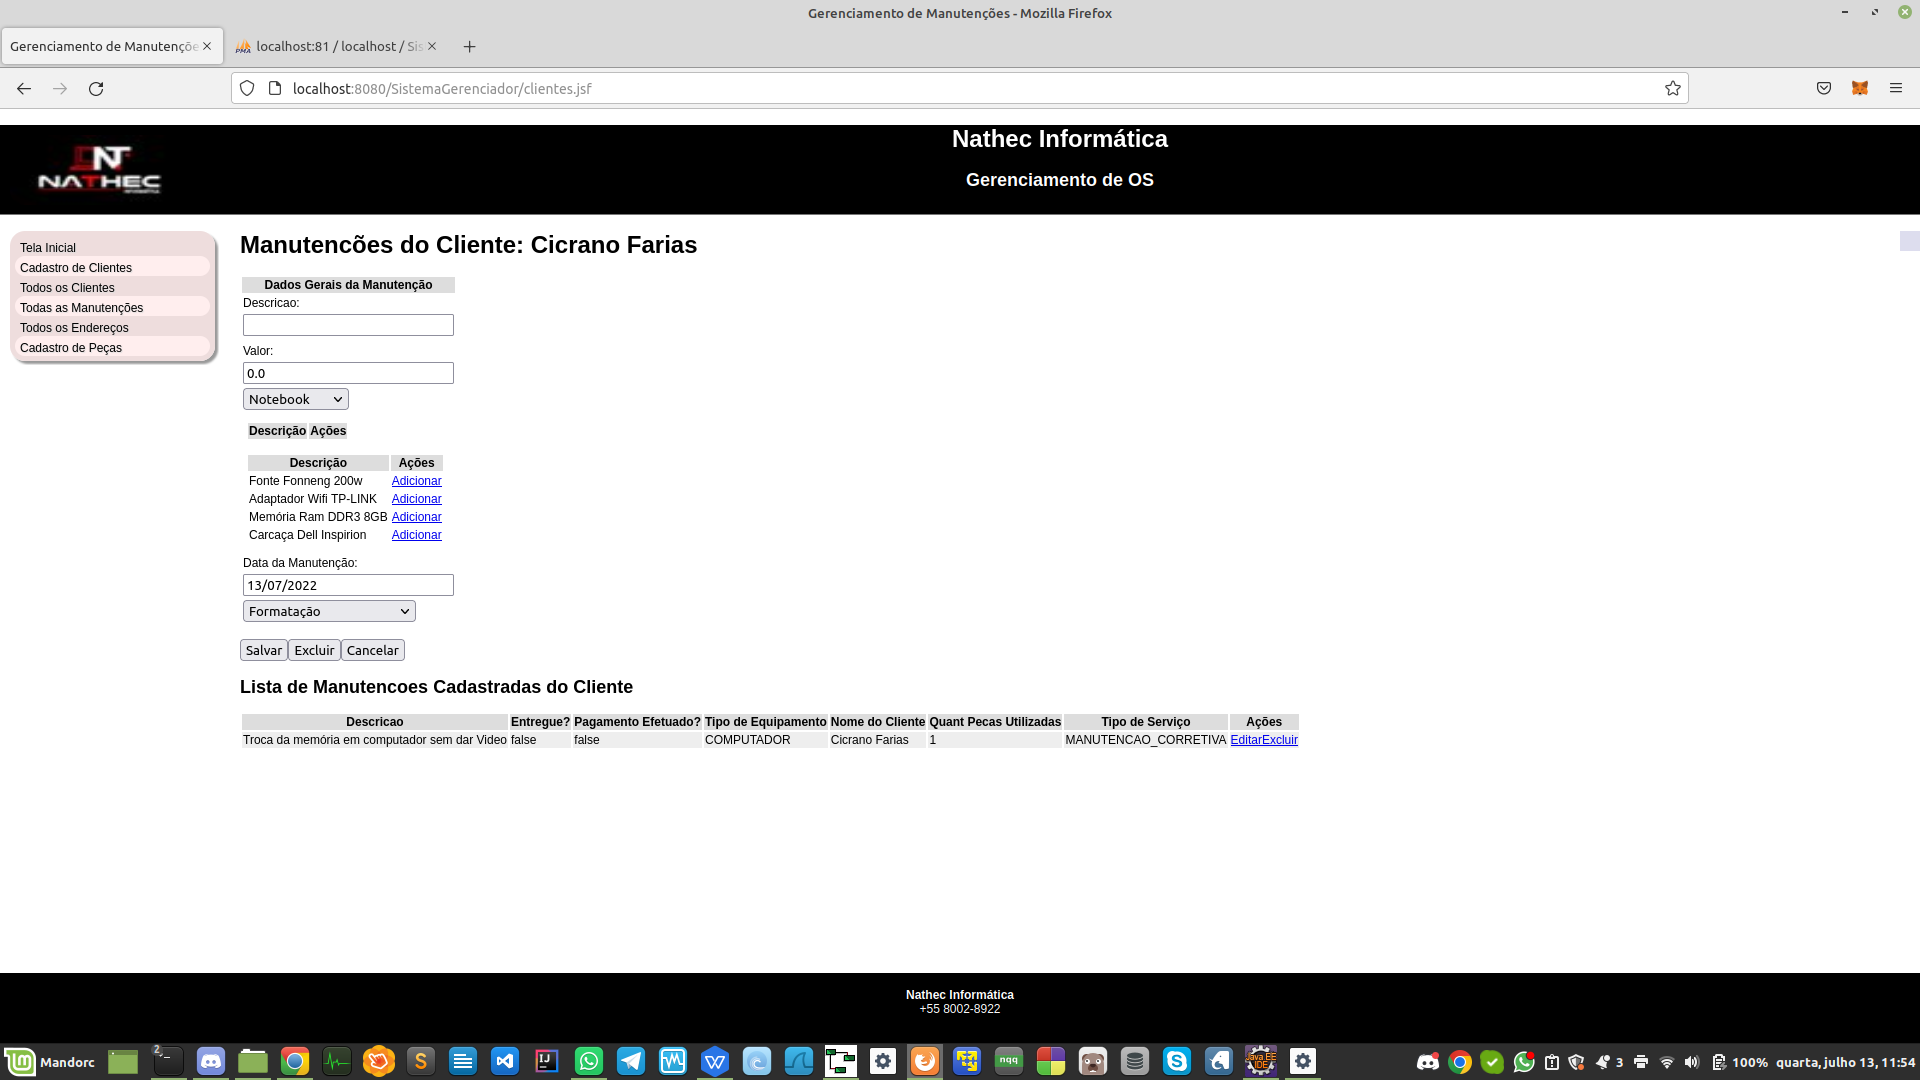 Gerenciamento de Manutenções - Mozilla Firefox
Gerenciamento de Manutençõe
localhost:81 / localhost / Sis
localhost:8080/SistemaGerenciador/clientes.jsf
NT
NATHEC
Nathec Informática
Gerenciamento de OS
Tela Inicial
Cadastro de Clientes
Todos os Clientes
Todas as Manutenções
Todos os Endereços
Cadastro de Peças
Manutencões do Cliente: Cicrano Farias
Dados Gerais da Manutenção
Descricao:
Valor:
0.0
Notebook
Descrição Ações
Descrição Ações
Fonte Fonneng 200w Adicionar
Adaptador Wifi TP-LINK Adicionar
Memória Ram DDR3 8GB Adicionar
Carcaça Dell Inspirion Adicionar
Data da Manutenção:
13/07/2022
Formatação
Salvar Excluir Cancelar
Lista de Manutencoes Cadastradas do Cliente
Descricao Entregue? Pagamento Efetuado? Tipo de Equipamento Nome do Cliente Quant Pecas Utilizadas Tipo de Serviço Ações
Troca da memória em computador sem dar Video false false COMPUTADOR Cicrano Farias 1 MANUTENCAO_CORRETIVA EditarExcluir
Nathec Informática
+55 8002-8922
Mandorc 2 3 100% quarta, julho 13, 11:54